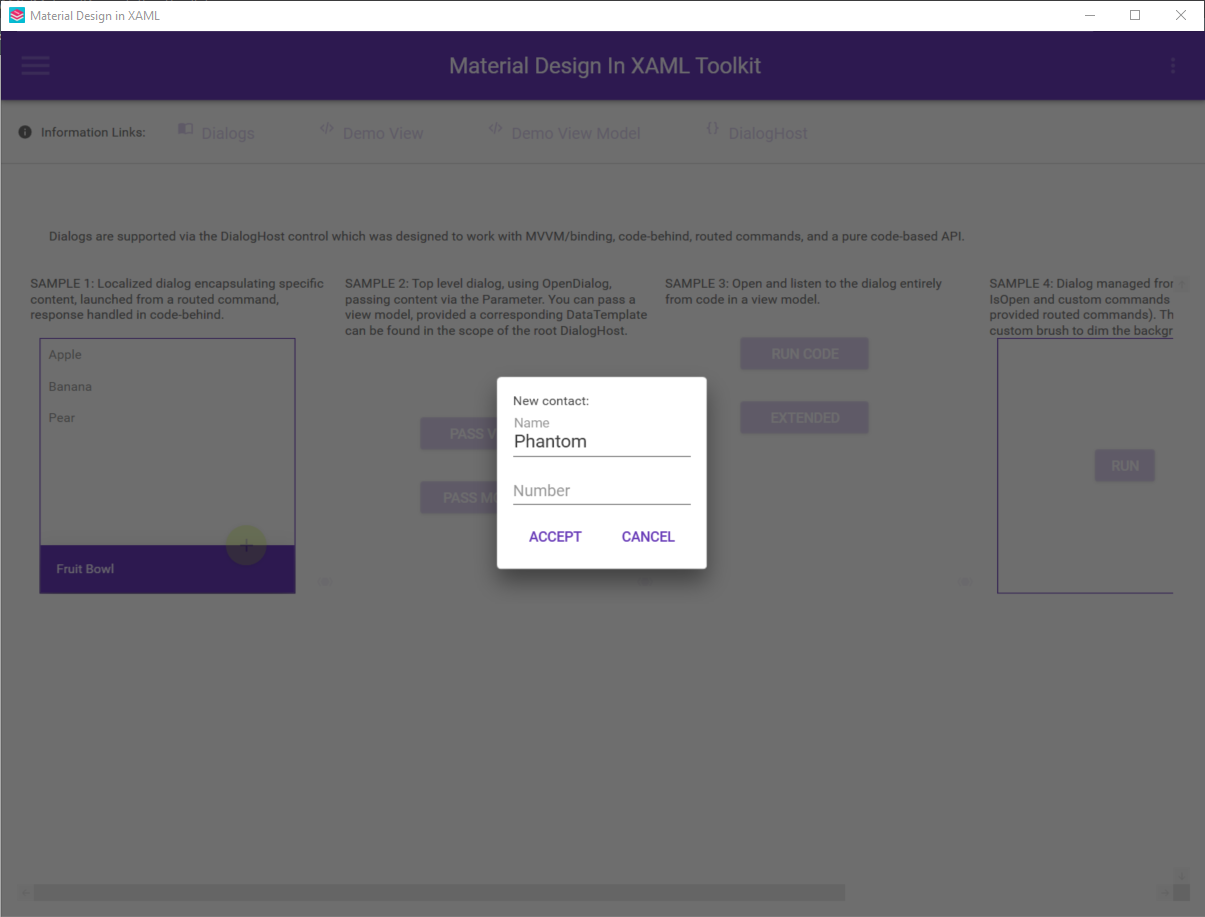 Material Design in XAML
Material Design In XAML Toolkit
Information Links:
Dialogs
Demo View
Demo View Model
DialogHost
Dialogs are supported via the DialogHost control which was designed to work with MVVM/binding, code-behind, routed commands, and a pure code-based API.
SAMPLE 1: Localized dialog encapsulating specific
content, launched from a routed command,
response handled in code-behind.
Apple
Banana
Pear
Fruit Bowl
SAMPLE 2: Top level dialog, using OpenDialog,
passing content via the Parameter. You can pass a
view model, provided a corresponding DataTemplate
can be found in the scope of the root DialogHost.
PASS
PASS
SAMPLE 3: Open and listen to the dialog entirely
from code in a view model.
RUN CODE
EXTENDED
SAMPLE 4: Dialog managed from
IsOpen and custom commands
provided routed commands). Th
custom brush to dim the backgr
RUN
New contact:
Name
Phantom
Number
ACCEPT
CANCEL